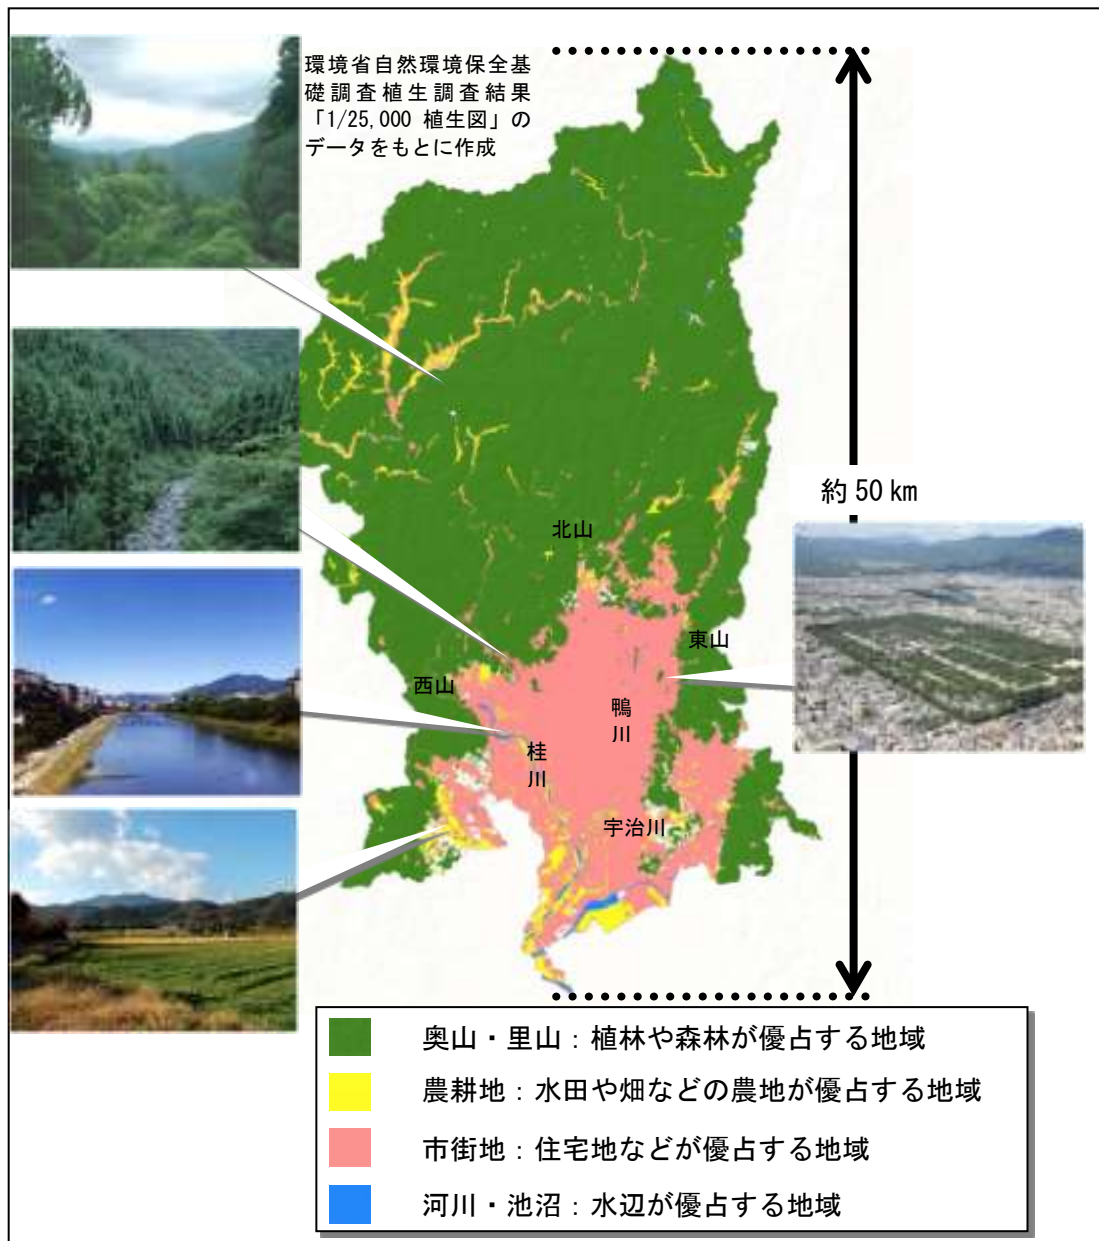 環境省自然環境保全基
礎調査植生調査結果
「1/25,000 植生図」の
データをもとに作成
約 50 km
北山
東山
西山
鴨川
桂川
宇治川
奥山・里山：植林や森林が優占する地域
農耕地：水田や畑などの農地が優占する地域
市街地：住宅地などが優占する地域
河川・池沼：水辺が優占する地域